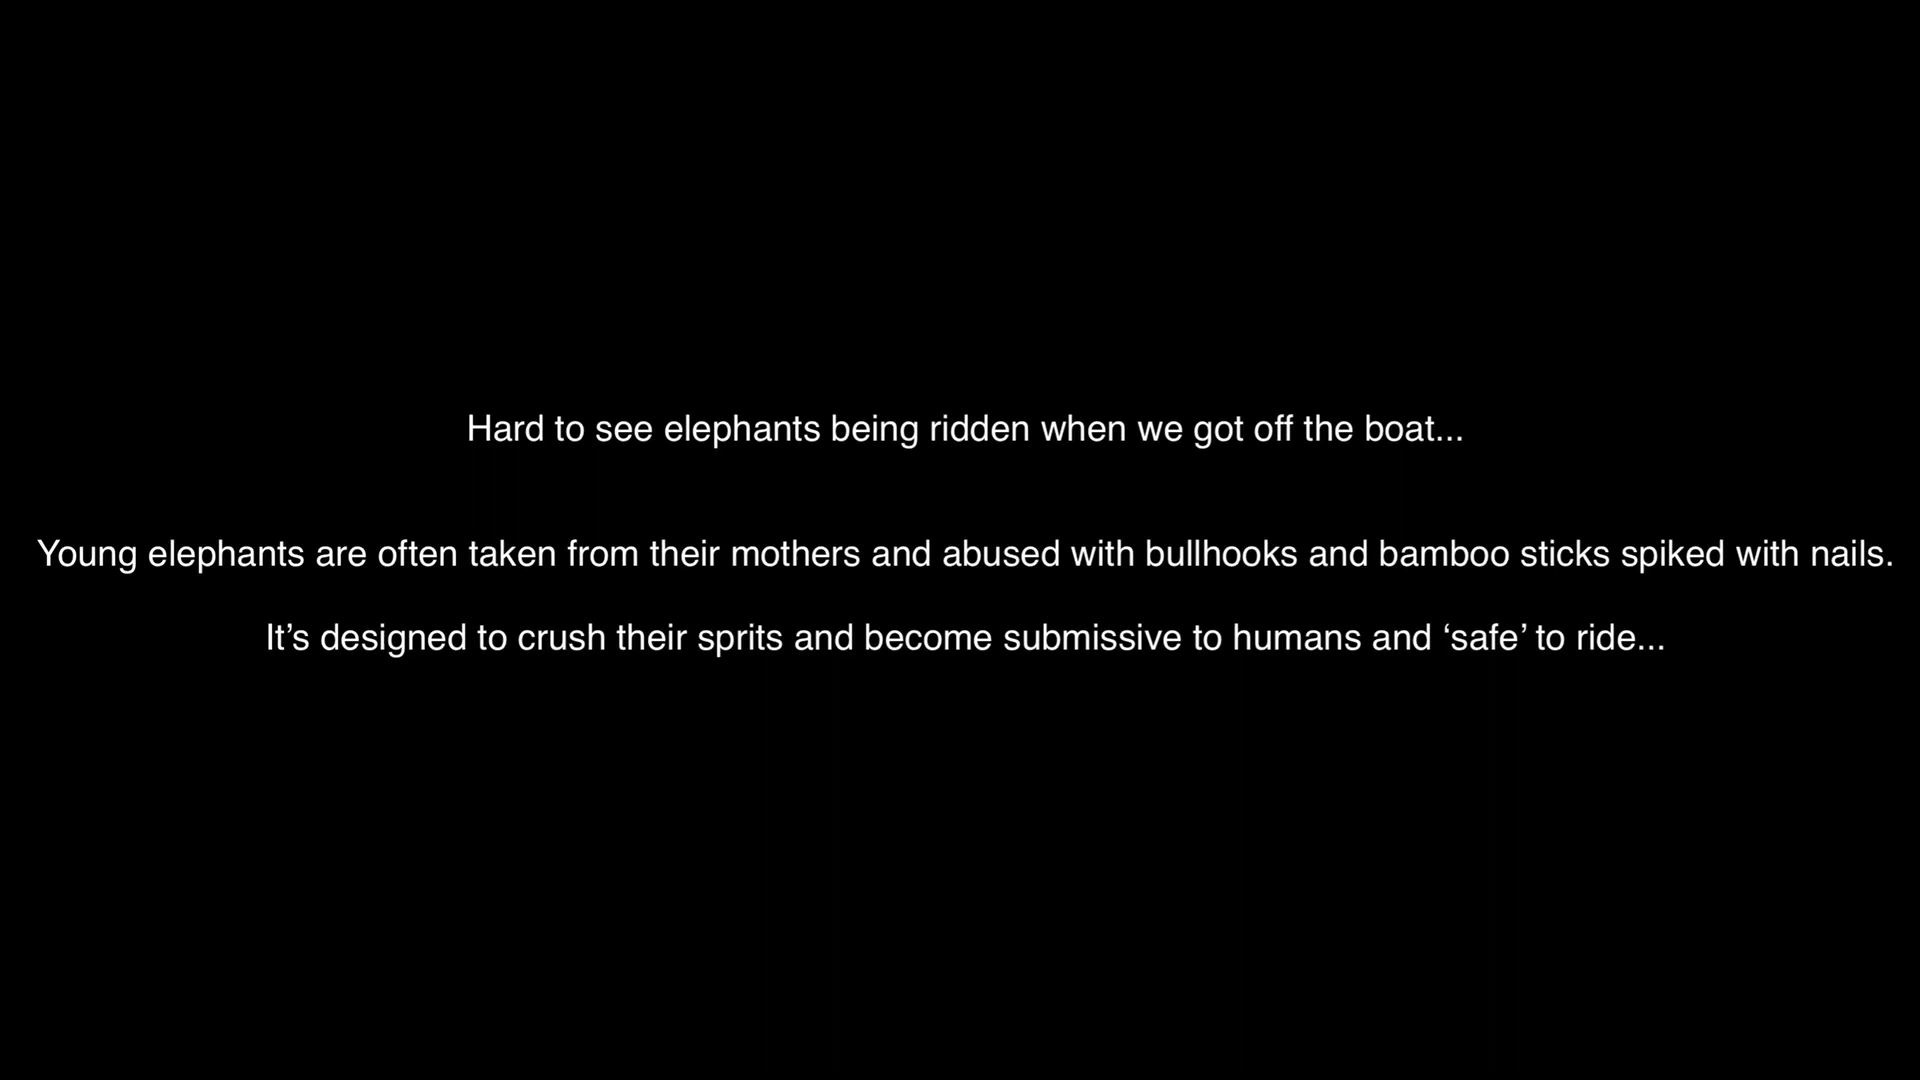 Hard to see elephants being ridden when we got off the boat...
Young elephants are often taken from their mothers and abused with bullhooks and bamboo sticks spiked with nails.
It’s designed to crush their sprits and become submissive to humans and ‘safe’ to ride...